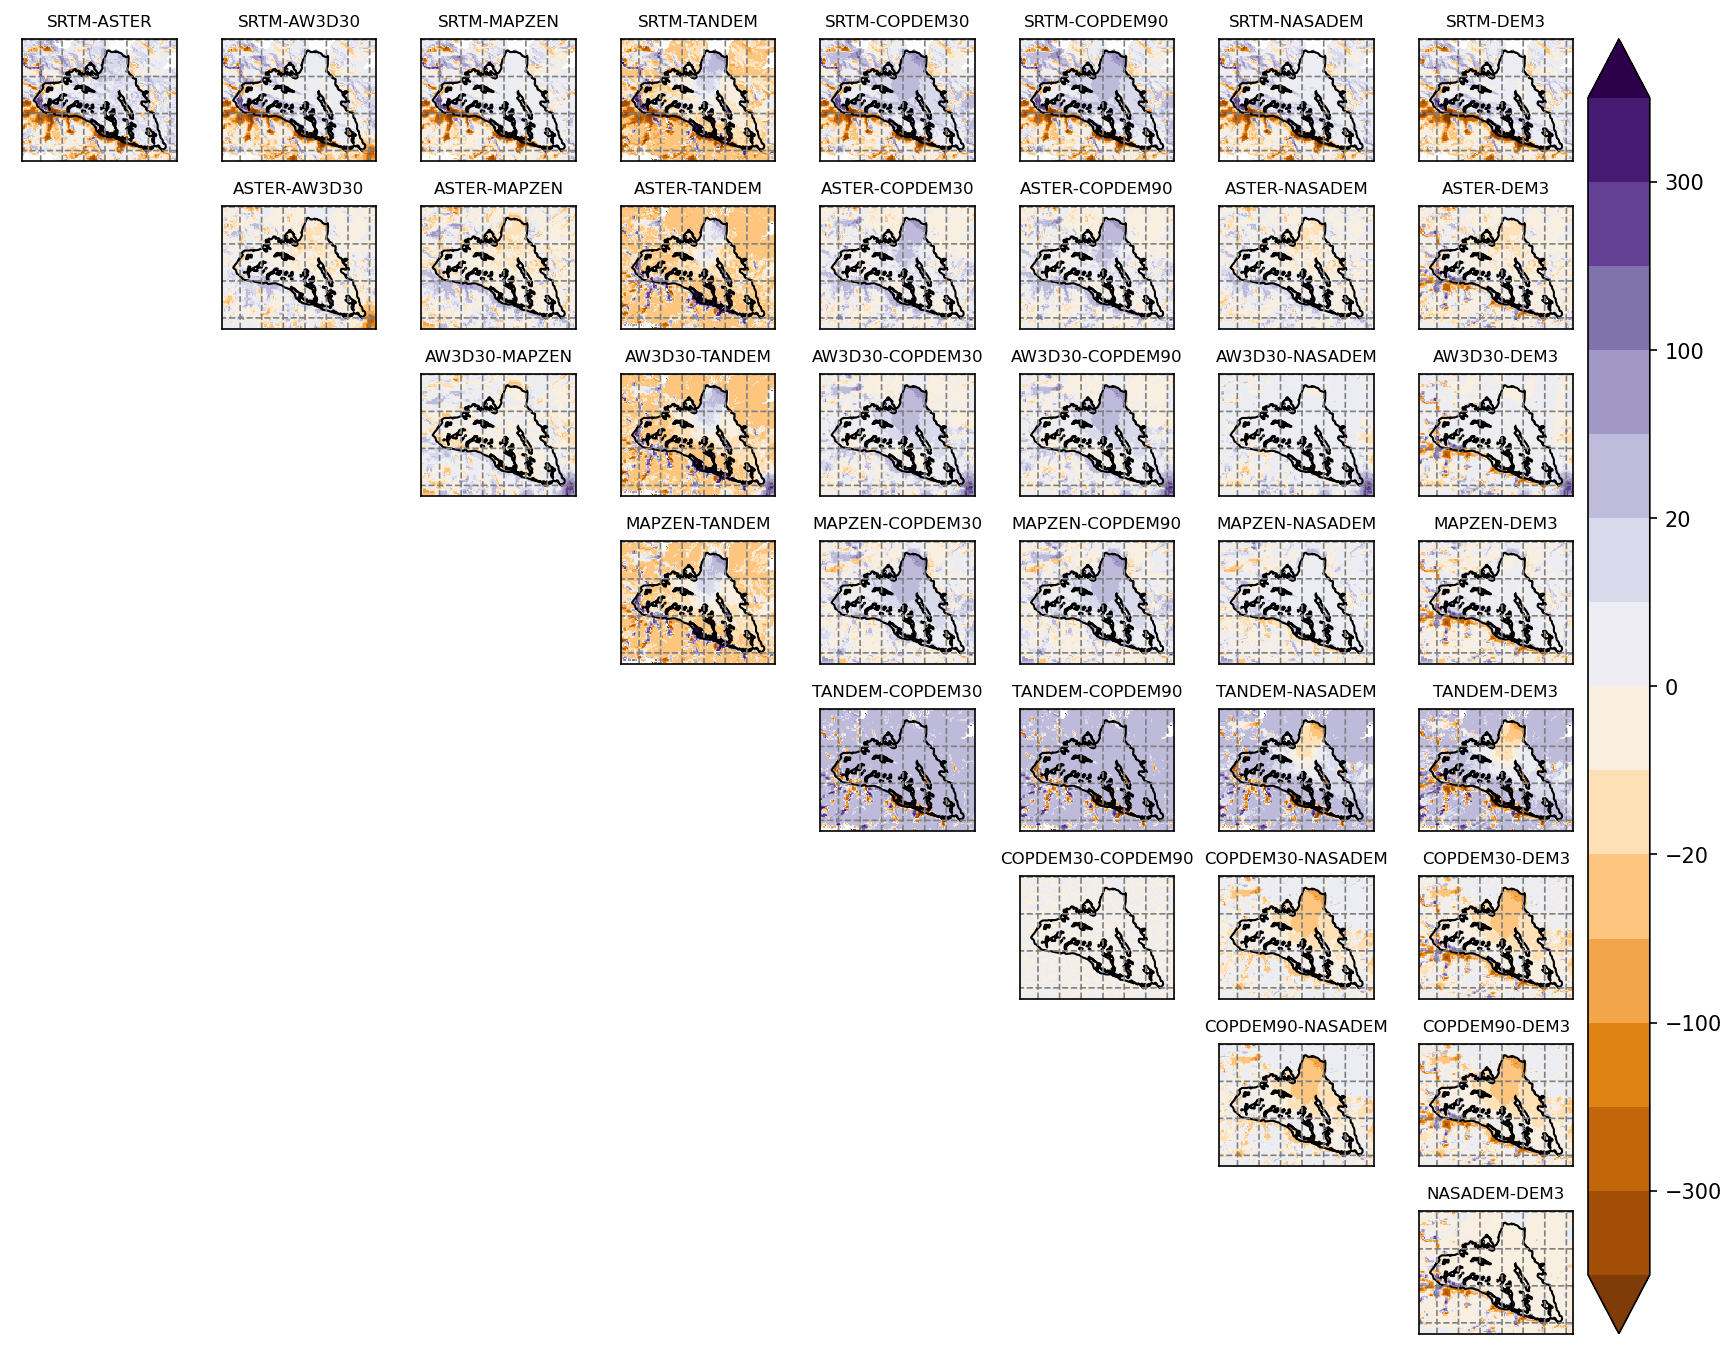 SRTM-ASTER SRTM-AW3D30 SRTM-MAPZEN SRTM-TANDEM SRTM-COPDEM30 SRTM-COPDEM90 SRTM-NASADEM SRTM-DEM3
ASTER-AW3D30 ASTER-MAPZEN ASTER-TANDEM ASTER-COPDEM30 ASTER-COPDEM90 ASTER-NASADEM ASTER-DEM3
AW3D30-MAPZEN AW3D30-TANDEM AW3D30-COPDEM30 AW3D30-COPDEM90 AW3D30-NASADEM AW3D30-DEM3
MAPZEN-TANDEM MAPZEN-COPDEM30 MAPZEN-COPDEM90 MAPZEN-NASADEM MAPZEN-DEM3
TANDEM-COPDEM30 TANDEM-COPDEM90 TANDEM-NASADEM TANDEM-DEM3
COPDEM30-COPDEM90 COPDEM30-NASADEM COPDEM30-DEM3
COPDEM90-NASADEM COPDEM90-DEM3
NASADEM-DEM3
300
100
20
0
−20
−100
−300